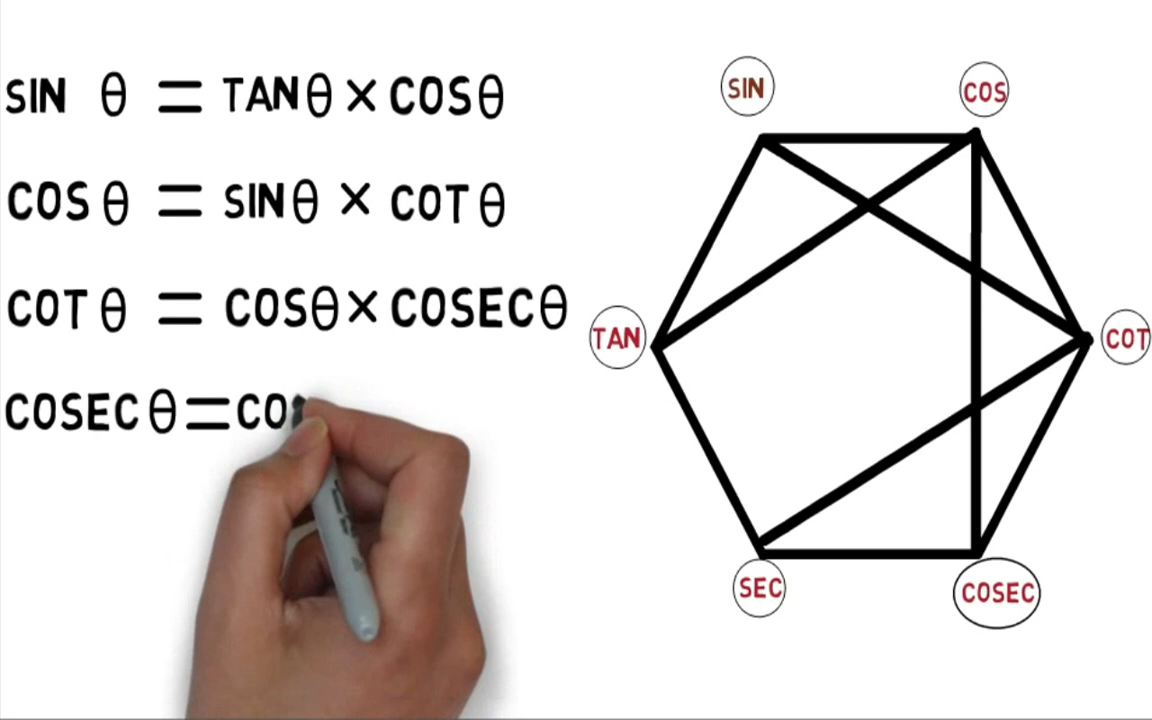 SIN θ = TANθ × COSθ
COS θ = SINθ × COT θ
COT θ = COSθ × COSECθ
COSEC θ = CO
SIN
COS
TAN
COT
SEC
COSEC